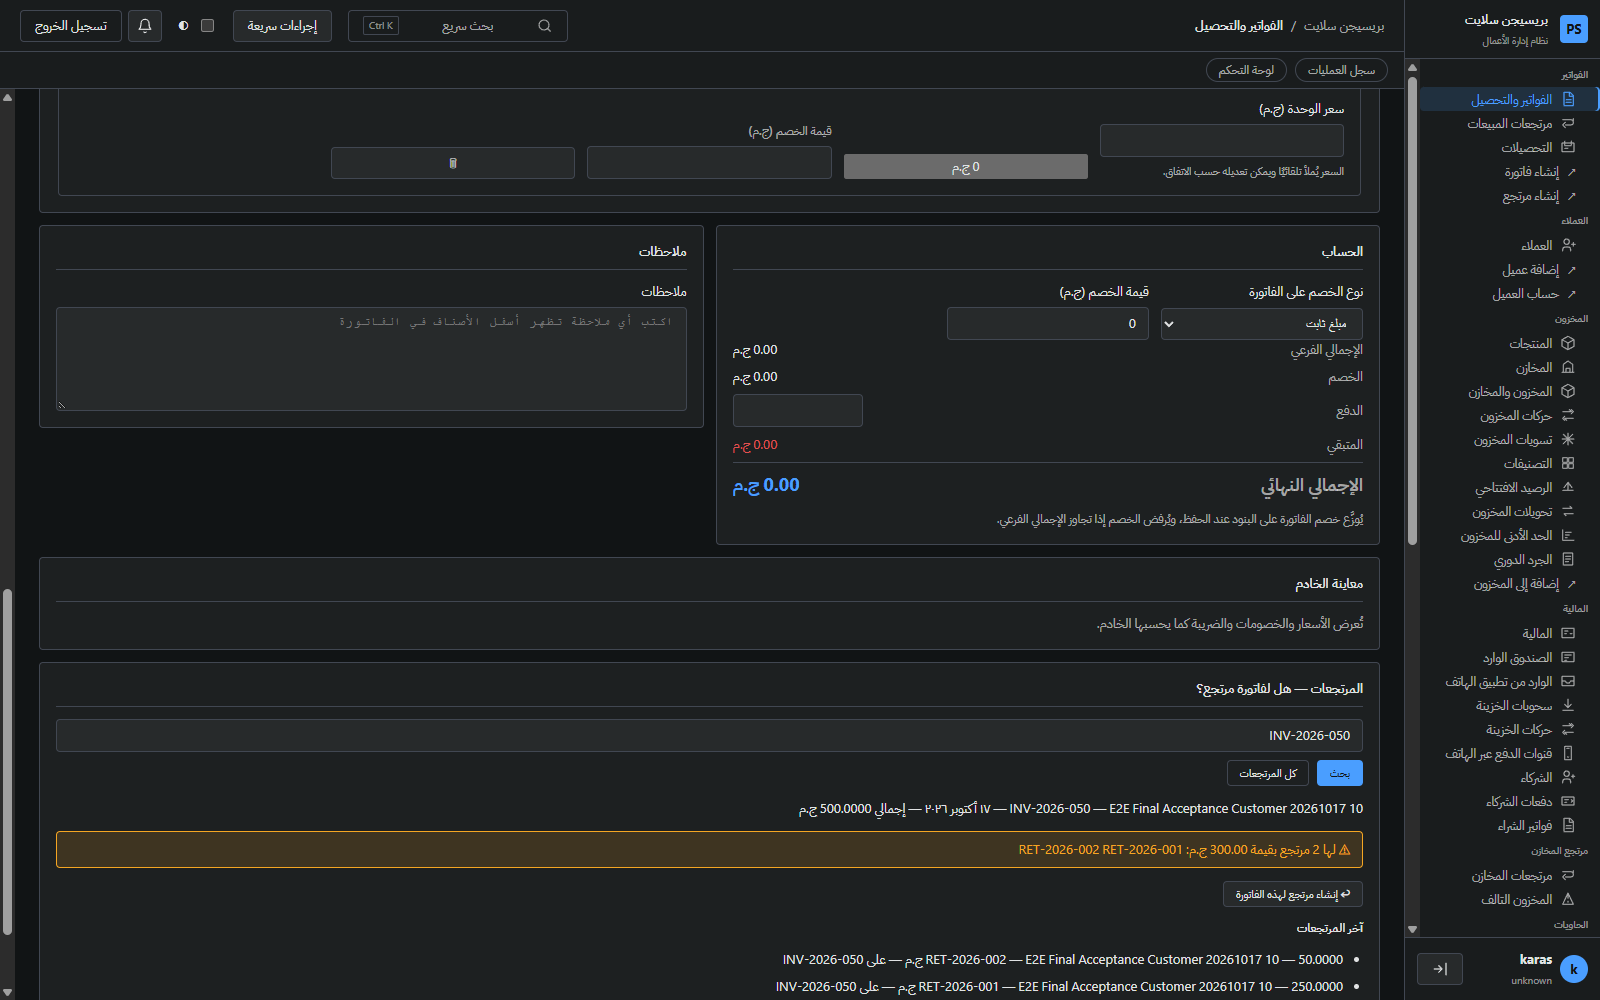 PS
بريسيجن سلايت
نظام إدارة الأعمال
بريسيجن سلايت / الفواتير والتحصيل
بحث سريع
Ctrl K
إجراءات سريعة
تسجيل الخروج
سجل العمليات
لوحة التحكم
الفواتير
الفواتير والتحصيل
مرتجعات المبيعات
التحصيلات
إنشاء فاتورة
إنشاء مرتجع
العملاء
العملاء
إضافة عميل
حساب العميل
المخزون
المنتجات
المخازن
المخزون والمخازن
حركات المخزون
تسويات المخزون
التصنيفات
الرصيد الافتتاحي
تحويلات المخزون
الحد الأدنى للمخزون
الجرد الدوري
إضافة إلى المخزون
المالية
المالية
الصندوق الوارد
الوارد من تطبيق الهاتف
سحوبات الخزينة
حركات الخزينة
قنوات الدفع عبر الهاتف
الشركاء
دفعات الشركاء
فواتير الشراء
مرتجع المخازن
مرتجعات المخازن
المخزون التالف
الحاويات
karas
unknown
k
سعر الوحدة (ج.م)
السعر يُملأ تلقائيًا ويمكن تعديله حسب الاتفاق.
0 ج.م
قيمة الخصم (ج.م)
الحساب
نوع الخصم على الفاتورة
مبلغ ثابت
قيمة الخصم (ج.م)
0
الإجمالي الفرعي 0.00 ج.م
الخصم 0.00 ج.م
الدفع
المتبقي 0.00 ج.م
الإجمالي النهائي 0.00 ج.م
يُوزَّع خصم الفاتورة على البنود عند الحفظ، ويُرفض الخصم إذا تجاوز الإجمالي الفرعي.
ملاحظات
ملاحظات
اكتب أي ملاحظة تظهر أسفل الأصناف في الفاتورة
معاينة الخادم
تُعرض الأسعار والخصومات والضريبة كما يحسبها الخادم.
المرتجعات — هل لفاتورة مرتجع؟
INV-2026-050
بحث
كل المرتجعات
INV-2026-050 — E2E Final Acceptance Customer 20261017 10 — ١٧ أكتوبر ٢٠٢٦ — إجمالي 500.0000 ج.م
⚠ لها 2 مرتجع بقيمة 300.00 ج.م: RET-2026-002 RET-2026-001
↩ إنشاء مرتجع لهذه الفاتورة
آخر المرتجعات
RET-2026-002 — E2E Final Acceptance Customer 20261017 10 — 50.0000 ج.م — على INV-2026-050
RET-2026-001 — E2E Final Acceptance Customer 20261017 10 — 250.0000 ج.م — على INV-2026-050